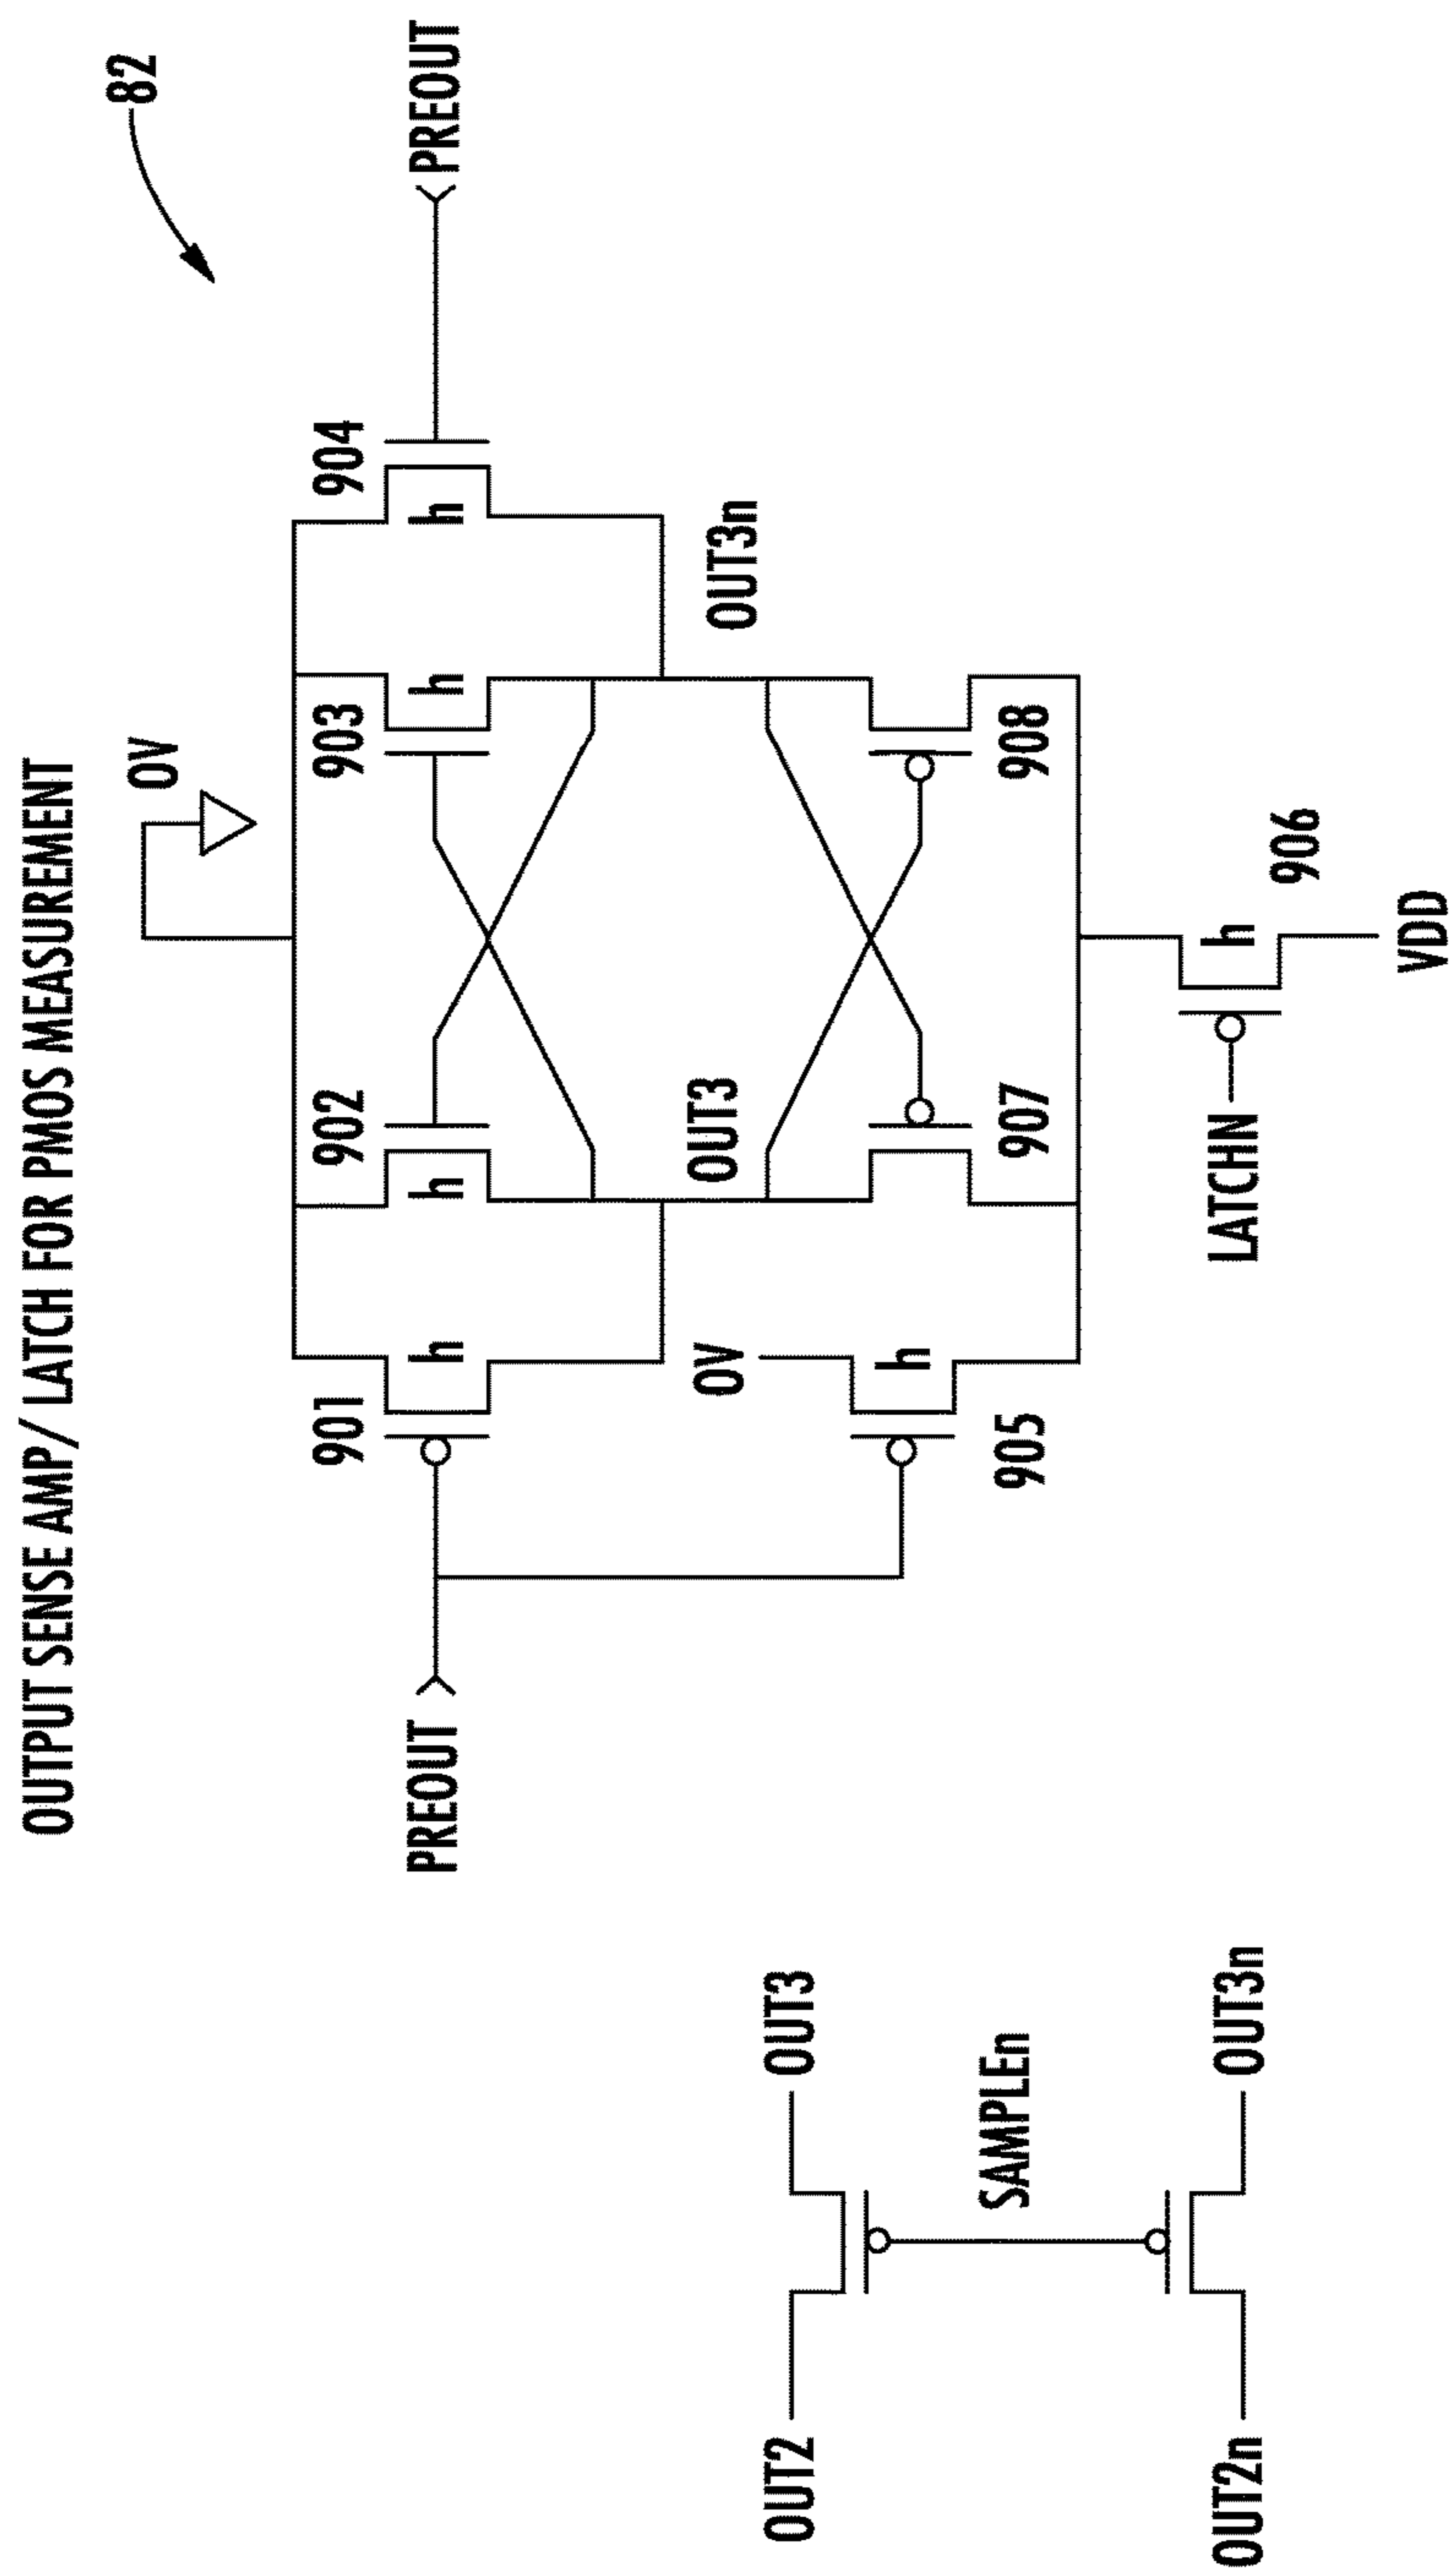 OUTPUT SENSE AMP/ LATCH FOR PMOS MEASUREMENT
82
0V
901
902
903
904
h
h
h
h
PREOUT
PREOUT
OUT3
OUT3n
0V
h
905
907
908
LATCHN
h
906
VDD
OUT2
OUT3
SAMPLEn
OUT2n
OUT3n